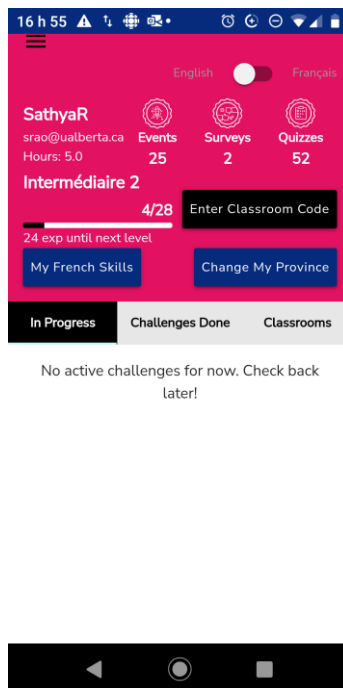 16 h 55
English Français
SathyaR
srao@ualberta.ca
Hours: 5.0
Events
25
Surveys
2
Quizzes
52
Intermédiaire 2
4/28
24 exp until next level
Enter Classroom Code
My French Skills
Change My Province
In Progress Challenges Done Classrooms
No active challenges for now. Check back
later!